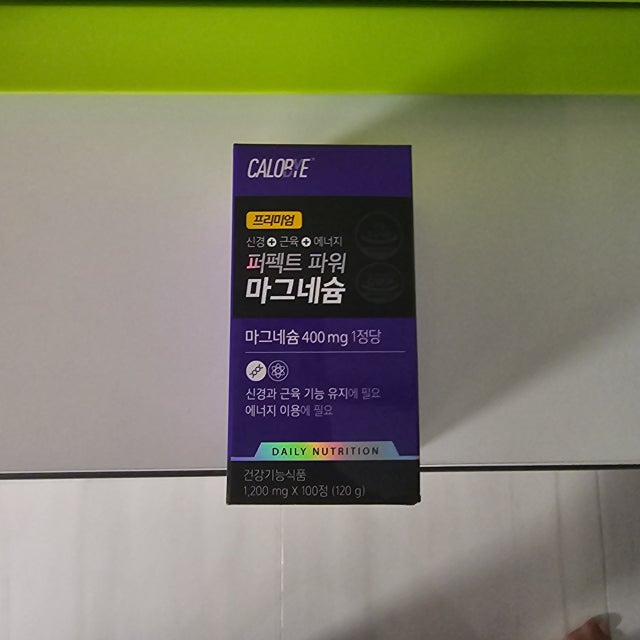 CALOBYE
프리미엄
신경+근육+에너지
퍼펙트 파워
마그네슘
마그네슘 400 mg 1정당
신경과 근육 기능 유지에 필요
에너지 이용에 필요
DAILY NUTRITION
건강기능식품
1,200 mg X 100정 (120 g)